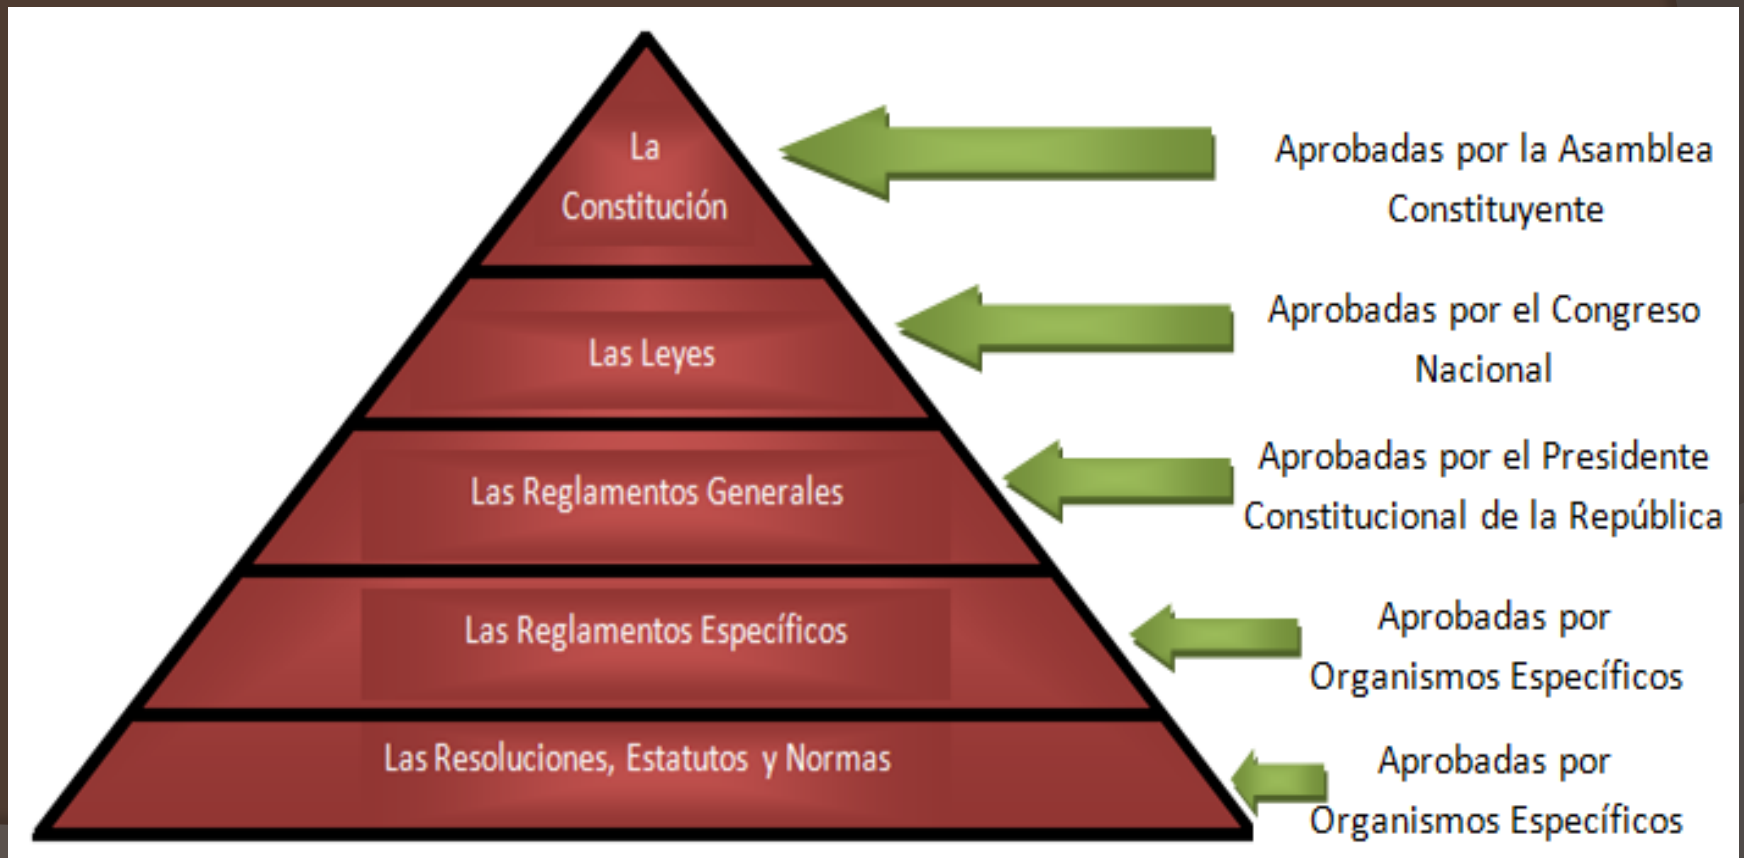 La
Constitución
Aprobadas por la Asamblea
Constituyente
Las Leyes
Aprobadas por el Congreso
Nacional
Las Reglamentos Generales
Aprobadas por el Presidente
Constitucional de la República
Las Reglamentos Específicos
Aprobadas por
Organismos Específicos
Las Resoluciones, Estatutos y Normas
Aprobadas por
Organismos Específicos